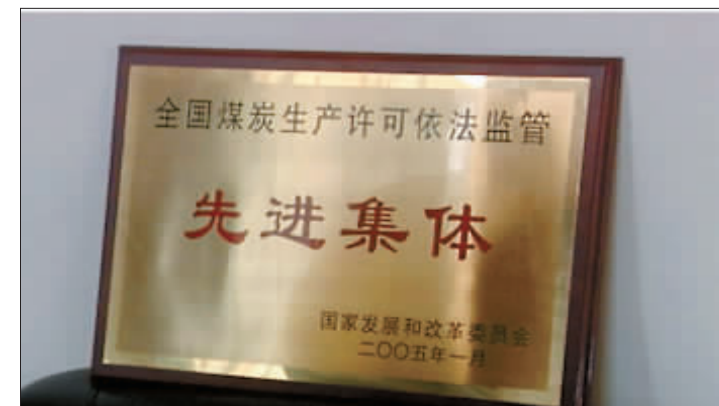 全国煤炭生产许可依法监管
先进集体
国家发展和改革委员会
二〇〇五年一月